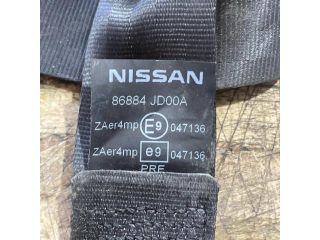 NISSAN
86884 JD00A
ZAer4mp E9 047136
ZAer4mp e9 047136
PRE